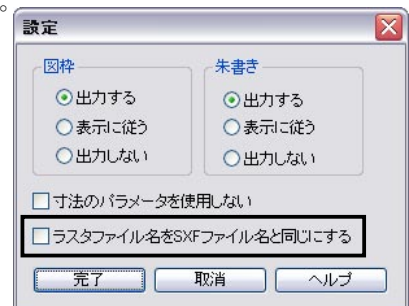 。
設定
図枠
出力する
表示に従う
出力しない
朱書き
出力する
表示に従う
出力しない
寸法のパラメータを使用しない
ラスタファイル名をSXFファイル名と同じにする
完了
取消
ヘルプ